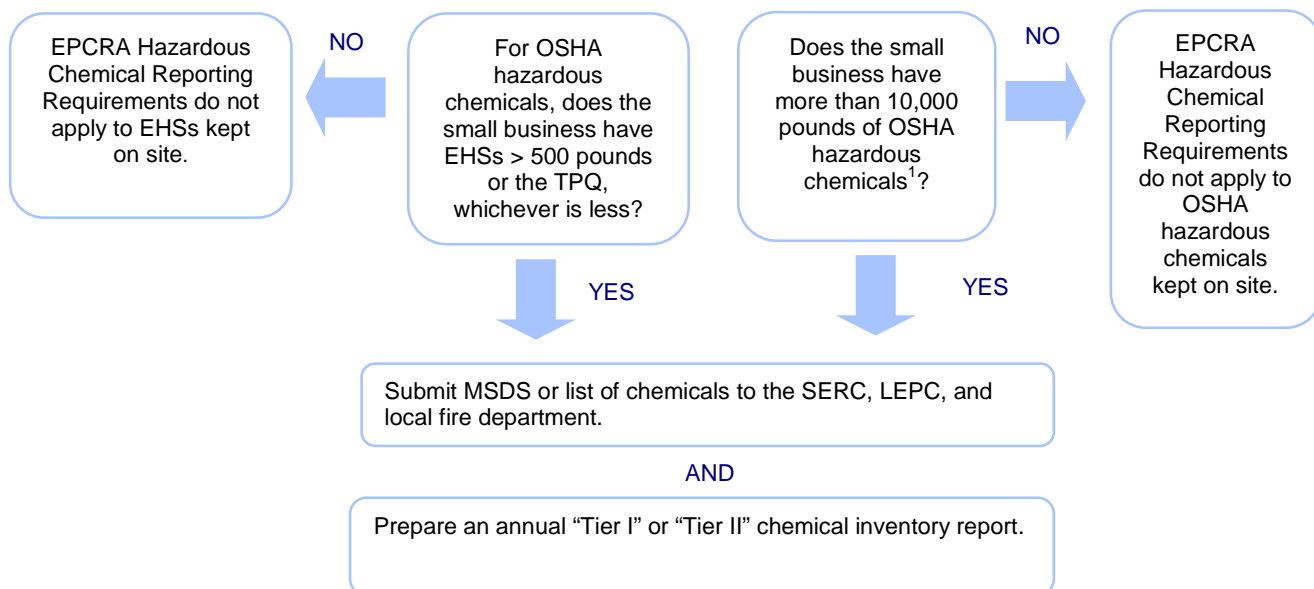 EPCRA Hazardous
Chemical Reporting
Requirements do not
apply to EHSs kept
on site.
NO
For OSHA
hazardous
chemicals, does the
small business have
EHSs > 500 pounds
or the TPQ,
whichever is less?
Does the small
business have
more than 10,000
pounds of OSHA
hazardous
chemicals¹?
NO
EPCRA
Hazardous
Chemical
Reporting
Requirements
do not apply to
OSHA
hazardous
chemicals
kept on site.
YES
YES
Submit MSDS or list of chemicals to the SERC, LEPC, and
local fire department.
AND
Prepare an annual “Tier I” or “Tier II” chemical inventory report.